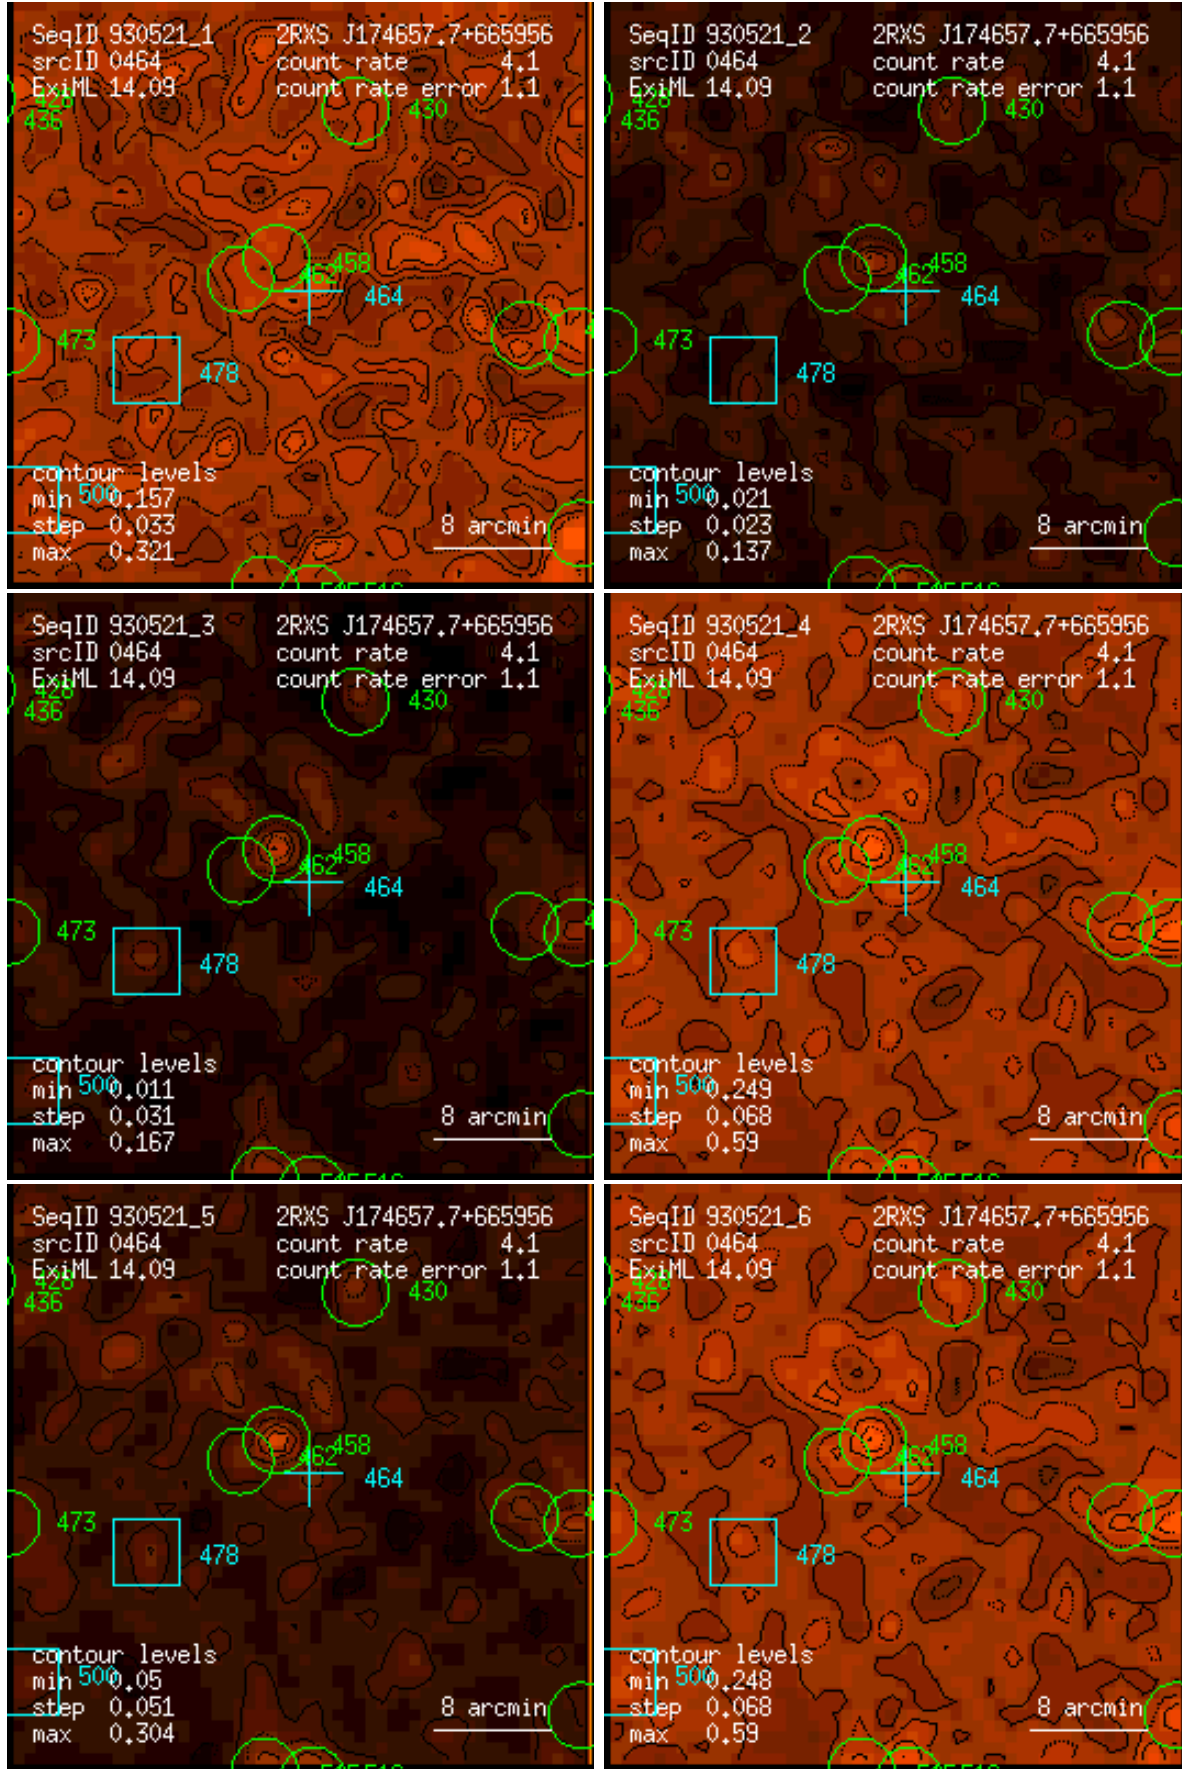 SeqID 930521_1 2RXS J174657.7+665956
srcID 0464 count rate 4.1
ExiML 14.09 count rate error 1.1
428
436
430
458
462
464
473
478
contour levels
min 0.157
500
step 0.033
max 0.321
8 arcmin
SeqID 930521_2 2RXS J174657.7+665956
srcID 0464 count rate 4.1
ExiML 14.09 count rate error 1.1
428
436
430
458
462
464
473
478
contour levels
min 0.021
500
step 0.023
max 0.137
8 arcmin
SeqID 930521_3 2RXS J174657.7+665956
srcID 0464 count rate 4.1
ExiML 14.09 count rate error 1.1
428
436
430
458
462
464
473
478
contour levels
min 0.011
500
step 0.031
max 0.167
8 arcmin
SeqID 930521_4 2RXS J174657.7+665956
srcID 0464 count rate 4.1
ExiML 14.09 count rate error 1.1
428
436
430
458
462
464
473
478
contour levels
min 0.249
500
step 0.068
max 0.59
8 arcmin
SeqID 930521_5 2RXS J174657.7+665956
srcID 0464 count rate 4.1
ExiML 14.09 count rate error 1.1
428
436
430
458
462
464
473
478
contour levels
min 0.05
500
step 0.051
max 0.304
8 arcmin
SeqID 930521_6 2RXS J174657.7+665956
srcID 0464 count rate 4.1
ExiML 14.09 count rate error 1.1
428
436
430
458
462
464
473
478
contour levels
min 0.248
500
step 0.068
max 0.59
8 arcmin